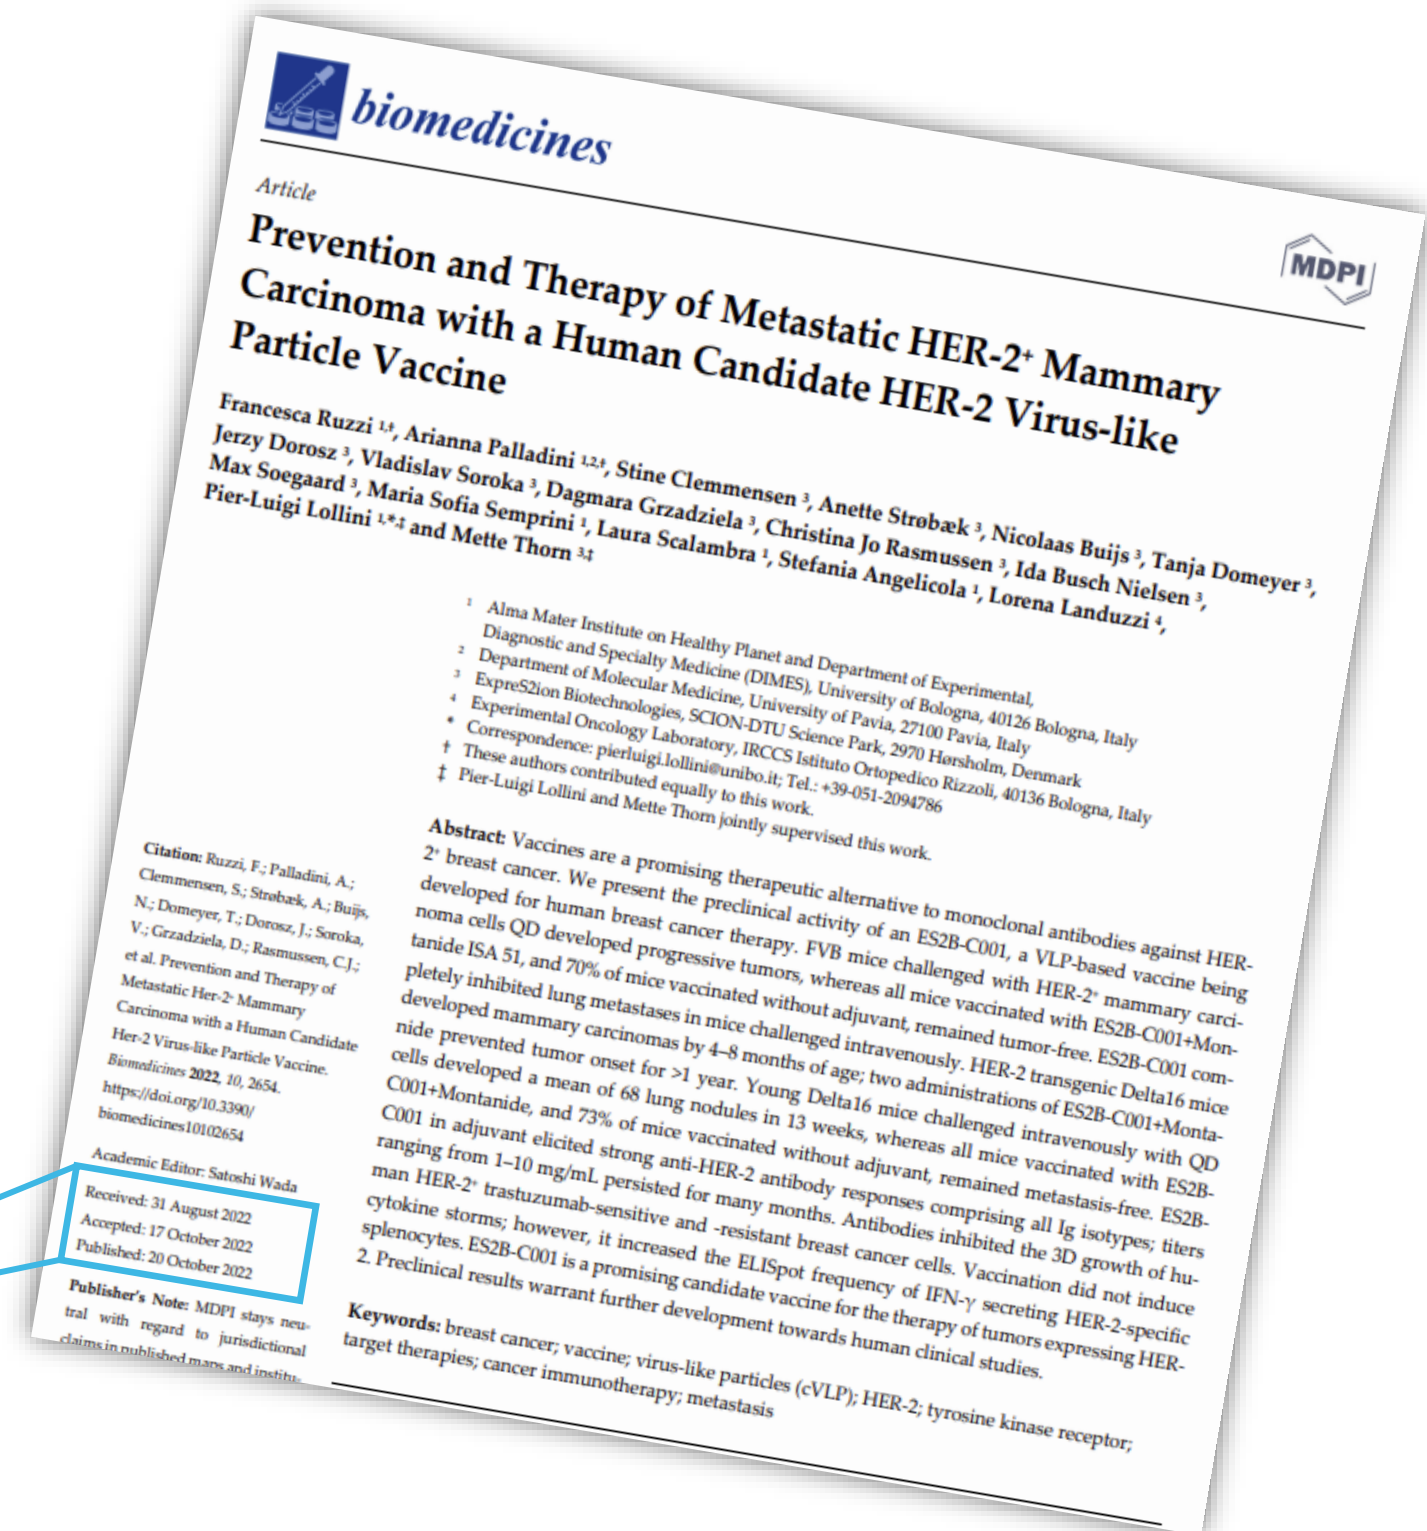 biomedicines
MDPI
Article
Prevention and Therapy of Metastatic HER-2⁺ Mammary
Carcinoma with a Human Candidate HER-2 Virus-like
Particle Vaccine
Francesca Ruzzi ¹,†, Arianna Palladini ¹,²,†, Stine Clemmensen ³, Anette Strøbæk ³, Nicolaas Buijs ³, Tanja Domeyer ³,
Jerzy Dorosz ³, Vladislav Soroka ³, Dagmara Grzadziela ³, Christina Jo Rasmussen ³, Ida Busch Nielsen ³,
Max Soegaard ³, Maria Sofia Semprini ¹, Laura Scalambra ¹, Stefania Angelicola ¹, Lorena Landuzzi ⁴,
Pier-Luigi Lollini ¹,*,‡ and Mette Thorn ³,‡
¹ Alma Mater Institute on Healthy Planet and Department of Experimental,
Diagnostic and Specialty Medicine (DIMES), University of Bologna, 40126 Bologna, Italy
² Department of Molecular Medicine, University of Pavia, 27100 Pavia, Italy
³ ExpreS2ion Biotechnologies, SCION-DTU Science Park, 2970 Hørsholm, Denmark
⁴ Experimental Oncology Laboratory, IRCCS Istituto Ortopedico Rizzoli, 40136 Bologna, Italy
* Correspondence: pierluigi.lollini@unibo.it; Tel.: +39-051-2094786
† These authors contributed equally to this work.
‡ Pier-Luigi Lollini and Mette Thorn jointly supervised this work.
Abstract: Vaccines are a promising therapeutic alternative to monoclonal antibodies against HER-
2⁺ breast cancer. We present the preclinical activity of an ES2B-C001, a VLP-based vaccine being
developed for human breast cancer therapy. FVB mice challenged with HER-2⁺ mammary carci-
noma cells QD developed progressive tumors, whereas all mice vaccinated with ES2B-C001+Mon-
tanide ISA 51, and 70% of mice vaccinated without adjuvant, remained tumor-free. ES2B-C001 com-
pletely inhibited lung metastases in mice challenged intravenously. HER-2 transgenic Delta16 mice
developed mammary carcinomas by 4–8 months of age; two administrations of ES2B-C001+Monta-
nide prevented tumor onset for >1 year. Young Delta16 mice challenged intravenously with QD
cells developed a mean of 68 lung nodules in 13 weeks, whereas all mice vaccinated with ES2B-
C001+Montanide, and 73% of mice vaccinated without adjuvant, remained metastasis-free. ES2B-
C001 in adjuvant elicited strong anti-HER-2 antibody responses comprising all Ig isotypes; titers
ranging from 1–10 mg/mL persisted for many months. Antibodies inhibited the 3D growth of hu-
man HER-2⁺ trastuzumab-sensitive and -resistant breast cancer cells. Vaccination did not induce
cytokine storms; however, it increased the ELISpot frequency of IFN-γ secreting HER-2-specific
splenocytes. ES2B-C001 is a promising candidate vaccine for the therapy of tumors expressing HER-
2. Preclinical results warrant further development towards human clinical studies.
Keywords: breast cancer; vaccine; virus-like particles (cVLP); HER-2; tyrosine kinase receptor;
target therapies; cancer immunotherapy; metastasis
Citation: Ruzzi, F.; Palladini, A.;
Clemmensen, S.; Strøbæk, A.; Buijs,
N.; Domeyer, T.; Dorosz, J.; Soroka,
V.; Grzadziela, D.; Rasmussen, C.J.;
et al. Prevention and Therapy of
Metastatic Her-2⁺ Mammary
Carcinoma with a Human Candidate
Her-2 Virus-like Particle Vaccine.
Biomedicines 2022, 10, 2654.
https://doi.org/10.3390/
biomedicines10102654
Academic Editor: Satoshi Wada
Received: 31 August 2022
Accepted: 17 October 2022
Published: 20 October 2022
Publisher's Note: MDPI stays neu-
tral with regard to jurisdictional
claims in published maps and institu-